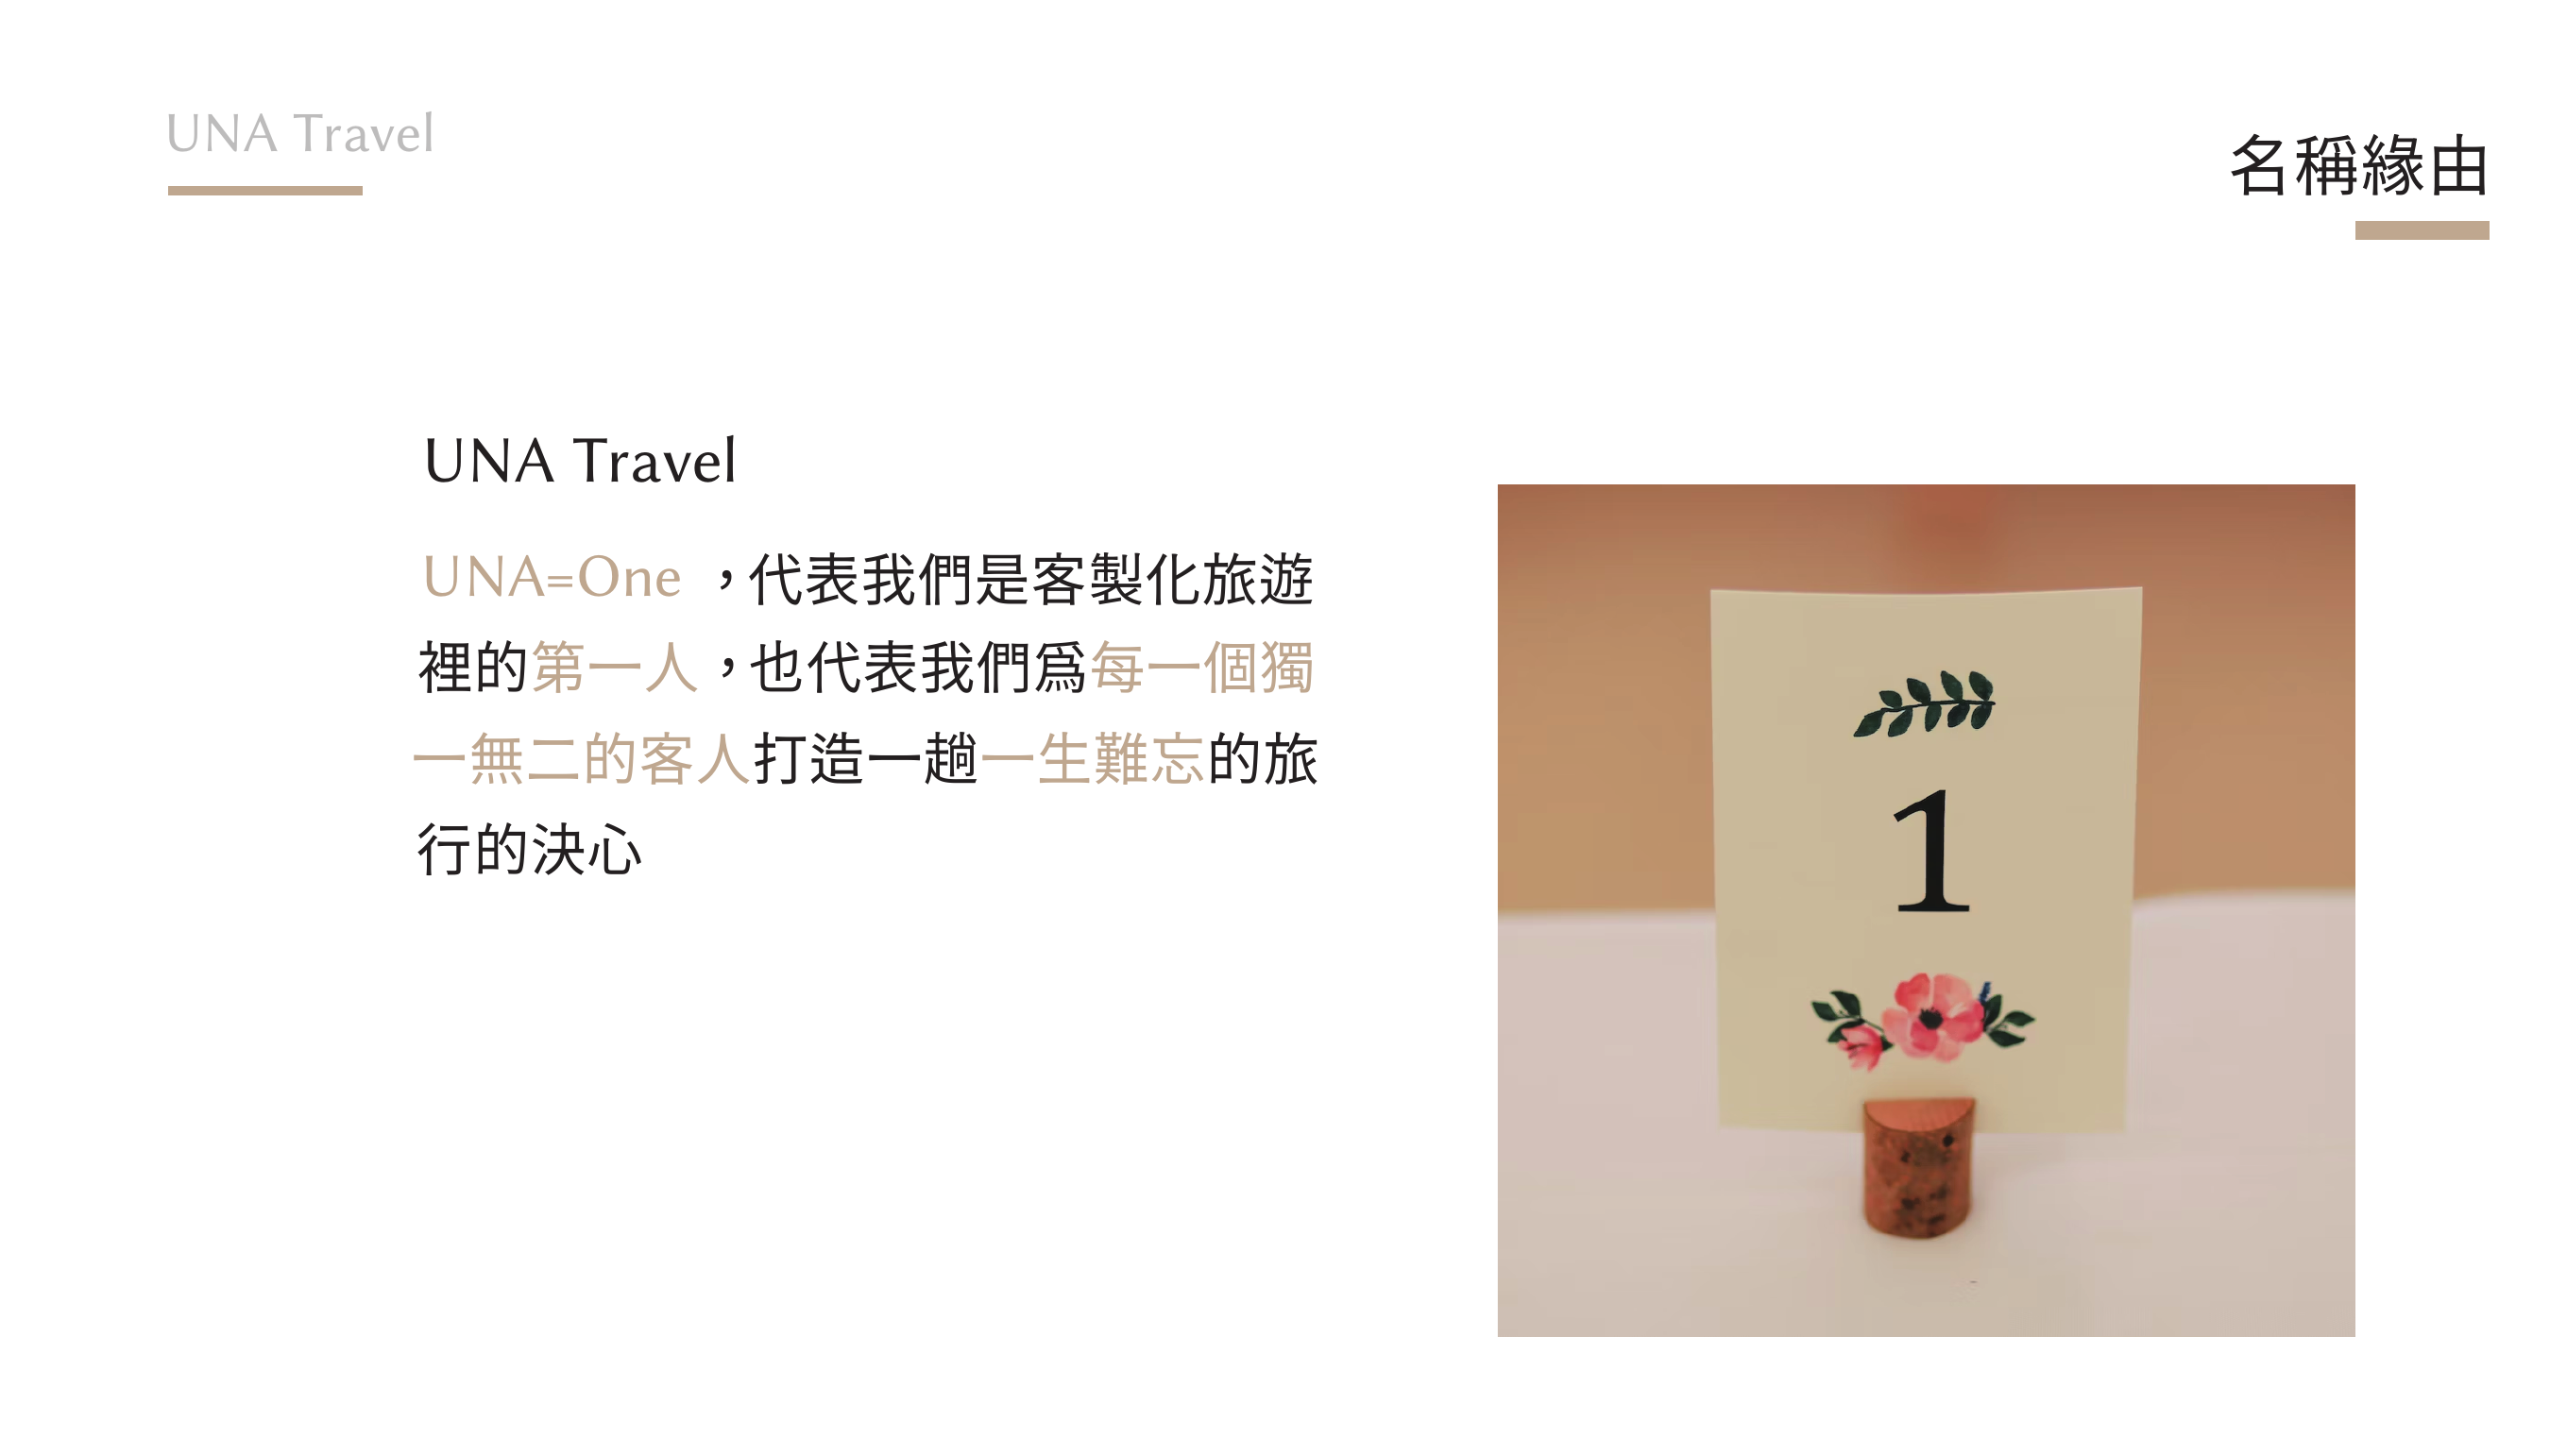 UNA Travel
名稱緣由
UNA Travel
UNA=One ，代表我們是客製化旅遊
裡的第一人，也代表我們爲每一個獨
一無二的客人打造一趟一生難忘的旅
行的決心
1